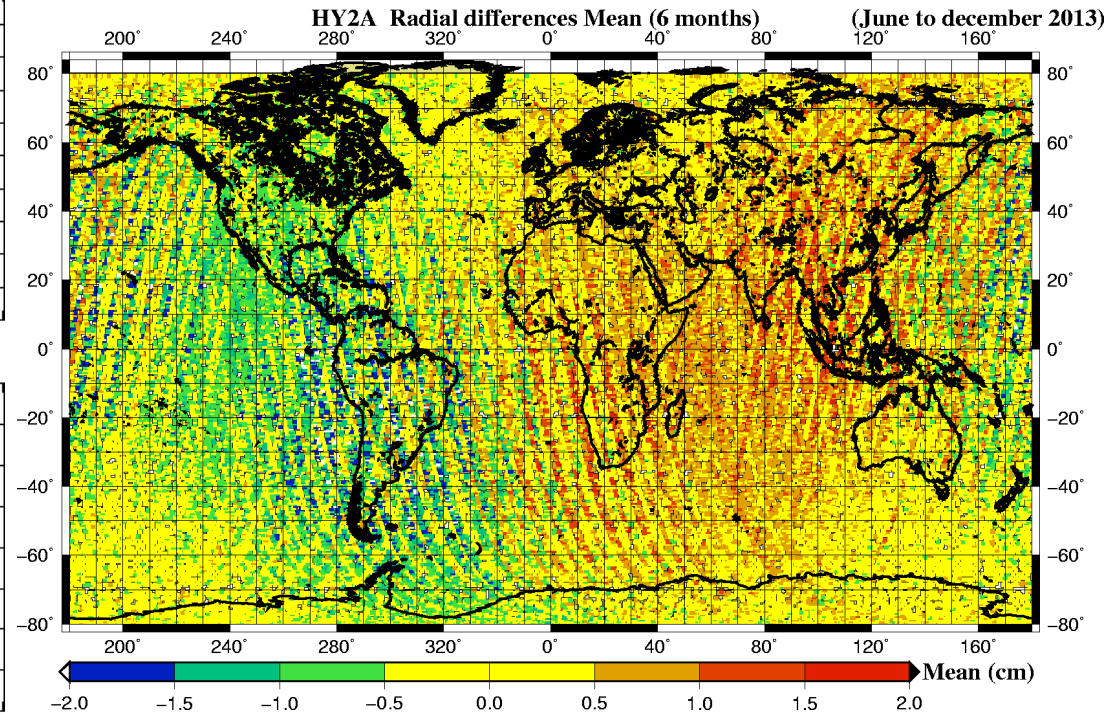 HY2A Radial differences Mean (6 months) (June to december 2013)
200° 240° 280° 320° 0° 40° 80° 120° 160°
80° 80°
60° 60°
40° 40°
20° 20°
0° 0°
−20° −20°
−40° −40°
−60° −60°
−80° −80°
200° 240° 280° 320° 0° 40° 80° 120° 160°
Mean (cm)
−2.0 −1.5 −1.0 −0.5 0.0 0.5 1.0 1.5 2.0